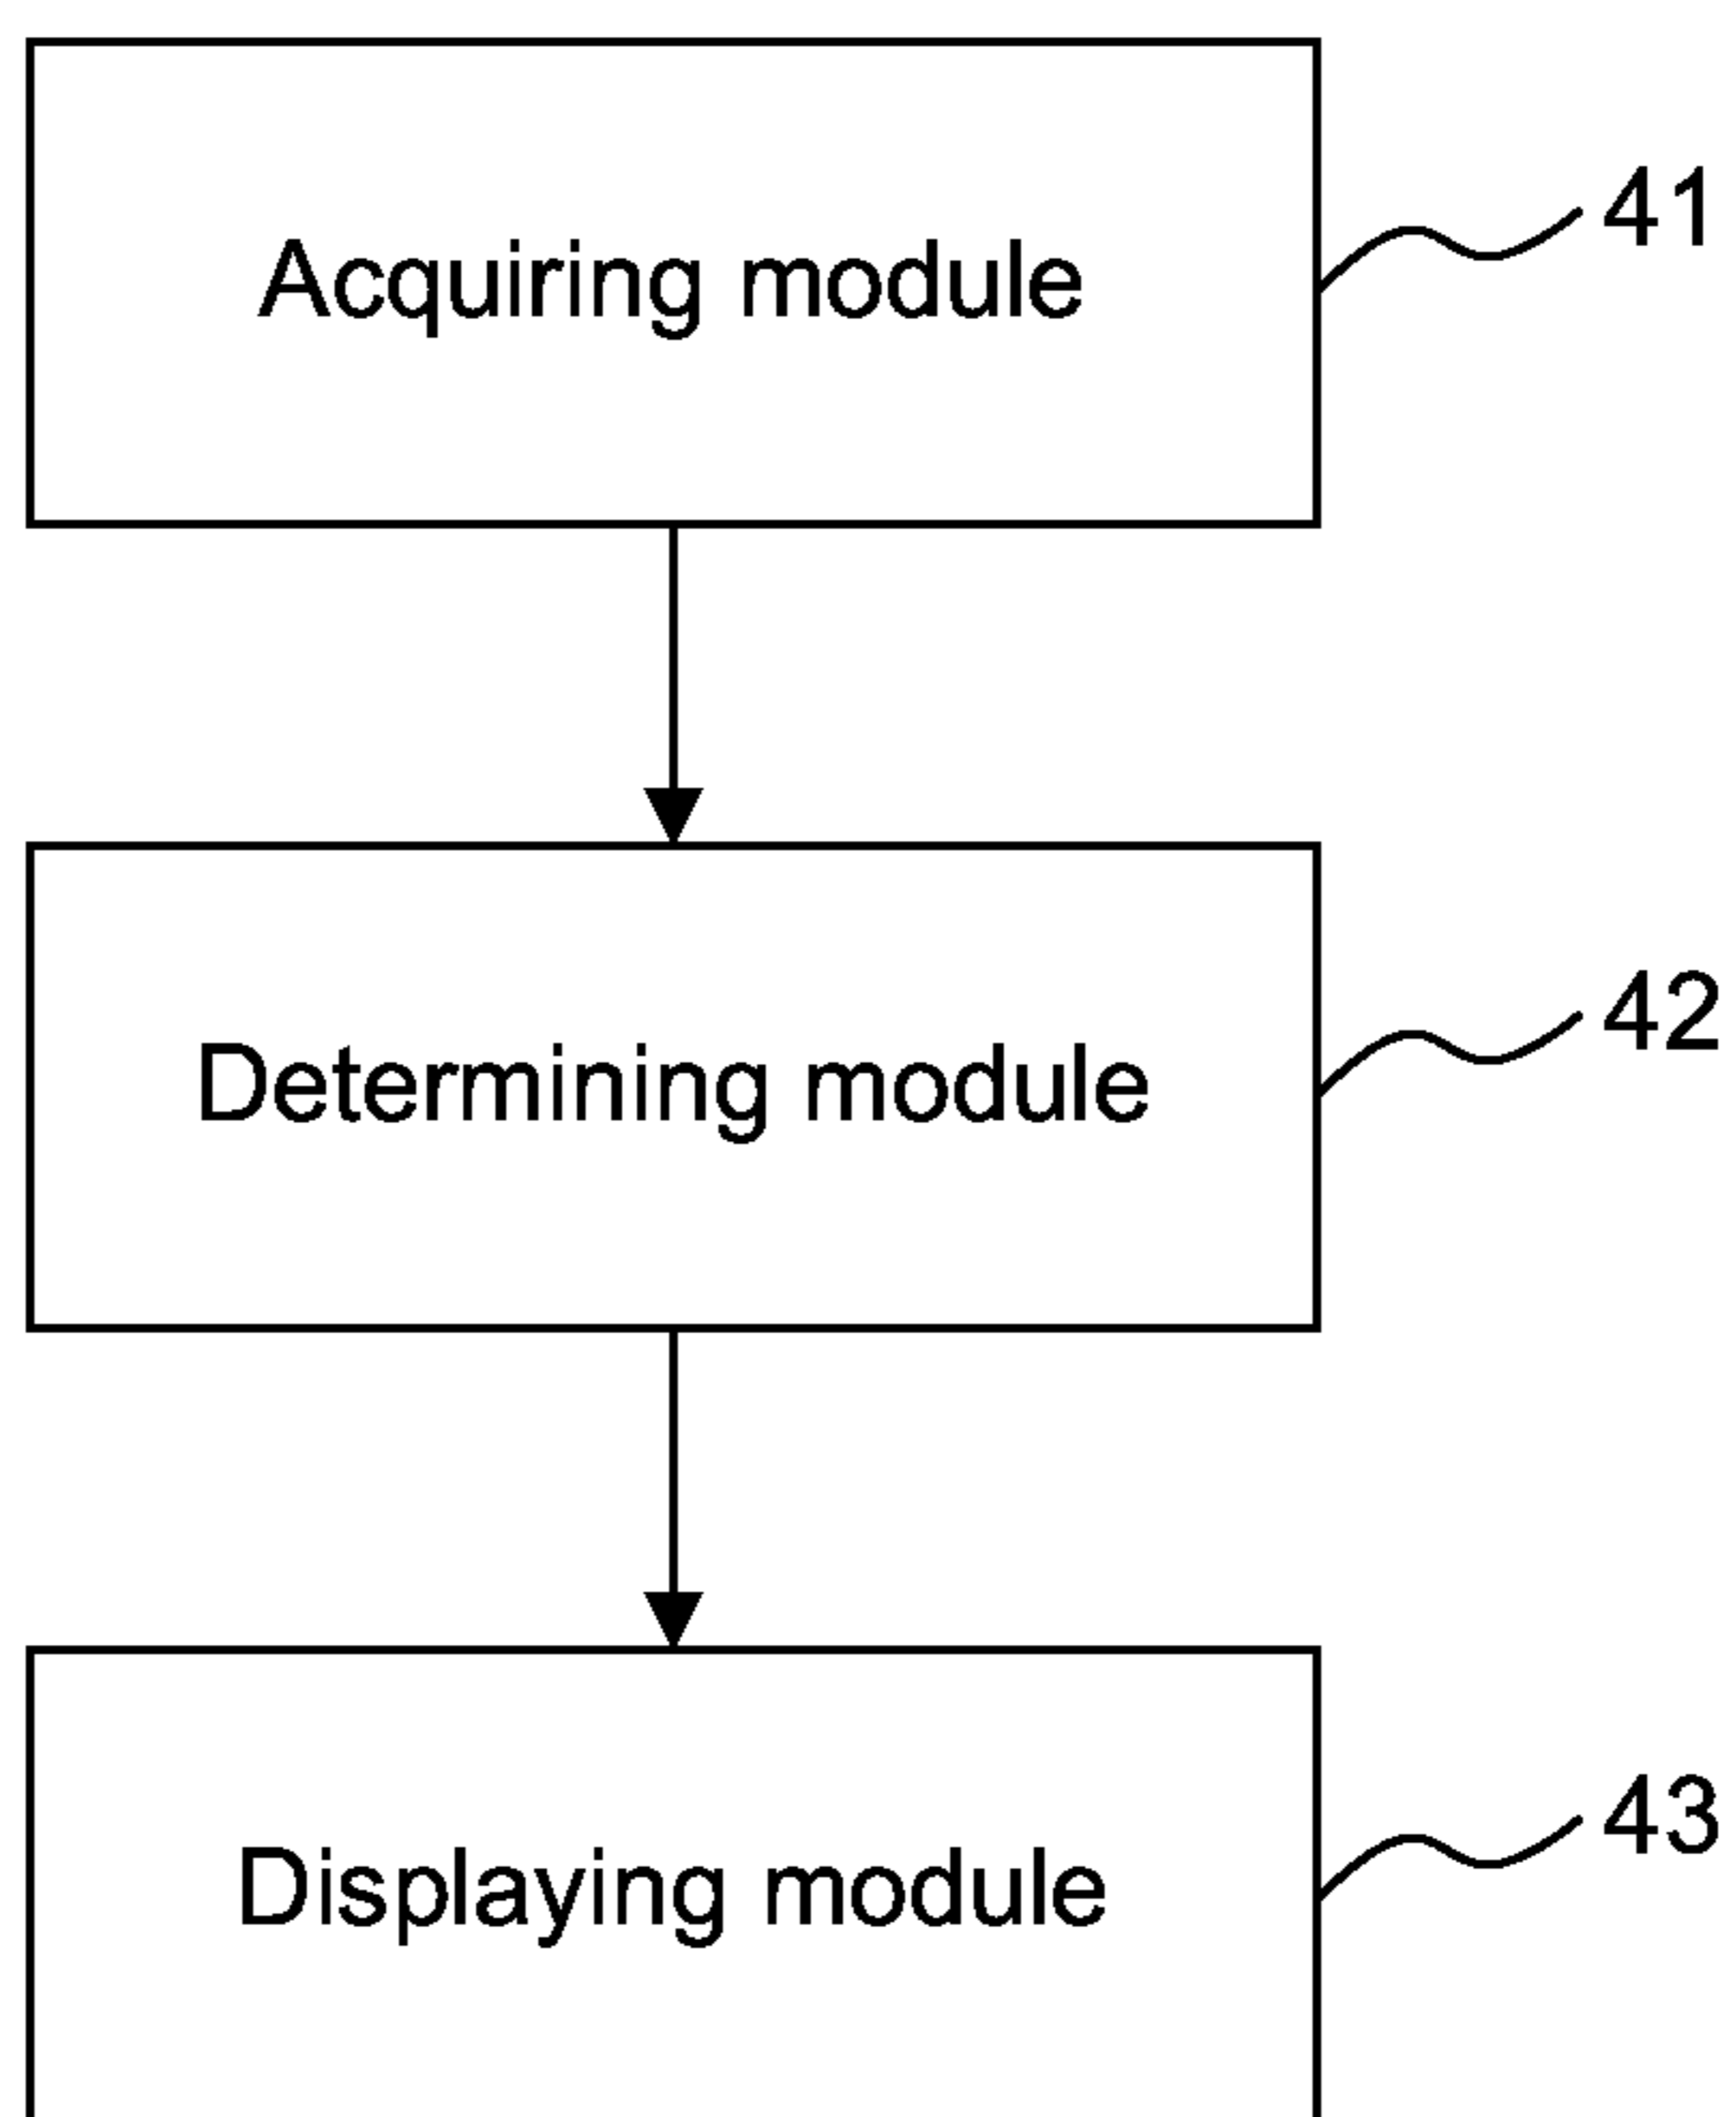 Acquiring module
41
Determining module
42
Displaying module
43